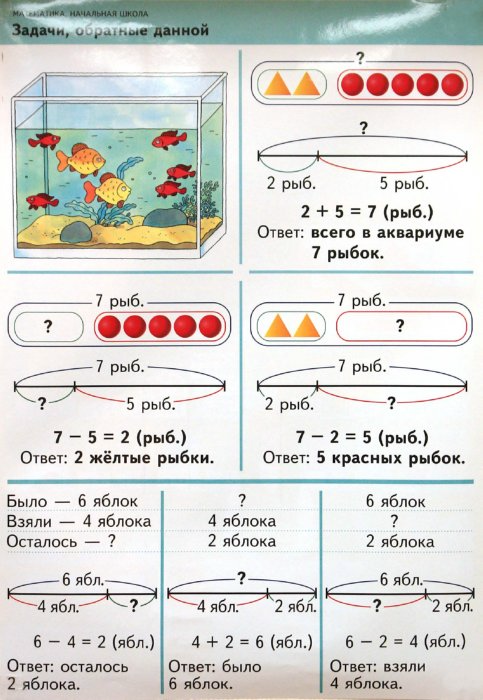 МАТЕМАТИКА. НАЧАЛЬНАЯ ШКОЛА
Задачи, обратные данной
?
?
2 рыб.
5 рыб.
2 + 5 = 7 (рыб.)
Ответ: всего в аквариуме
7 рыбок.
7 рыб.
?
7 рыб.
?
5 рыб.
7 − 5 = 2 (рыб.)
Ответ: 2 жёлтые рыбки.
7 рыб.
?
7 рыб.
2 рыб.
?
7 − 2 = 5 (рыб.)
Ответ: 5 красных рыбок.
Было — 6 яблок
Взяли — 4 яблока
Осталось — ?
6 ябл.
4 ябл.
?
6 − 4 = 2 (ябл.)
Ответ: осталось
2 яблока.
?
4 яблока
2 яблока
?
4 ябл.
2 ябл.
4 + 2 = 6 (ябл.)
Ответ: было
6 яблок.
6 яблок
?
2 яблока
6 ябл.
?
2 ябл.
6 − 2 = 4 (ябл.)
Ответ: взяли
4 яблока.